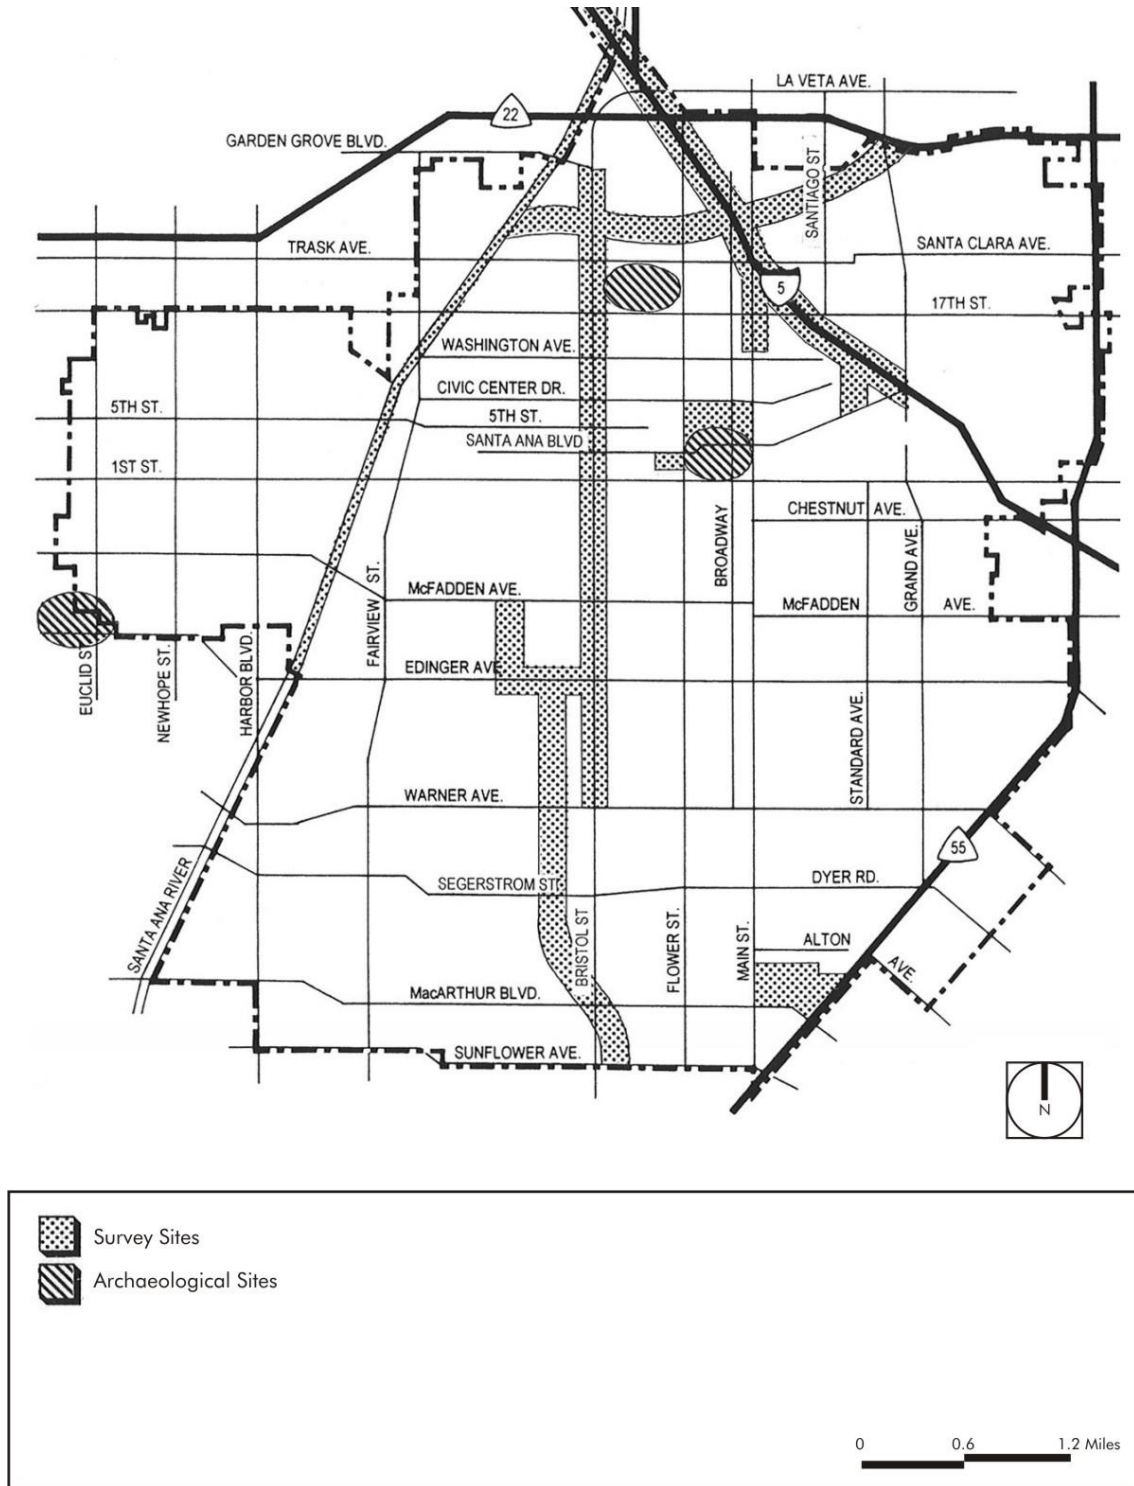 LA VETA AVE.
22
GARDEN GROVE BLVD.
SANTIAGO ST.
TRASK AVE.
SANTA CLARA AVE.
5
17TH ST.
WASHINGTON AVE.
CIVIC CENTER DR.
5TH ST.
5TH ST.
SANTA ANA BLVD
1ST ST.
CHESTNUT AVE.
BROADWAY
GRAND AVE.
FAIRVIEW ST.
McFADDEN AVE.
McFADDEN AVE.
EUCLID ST
NEWHOPE ST.
HARBOR BLVD.
EDINGER AVE
STANDARD AVE.
WARNER AVE.
55
SANTA ANA RIVER
SEGERSTROM ST.
DYER RD.
BRISTOL ST
FLOWER ST.
MAIN ST.
ALTON
AVE.
MacARTHUR BLVD.
SUNFLOWER AVE.
N
Survey Sites
Archaeological Sites
0 0.6 1.2 Miles